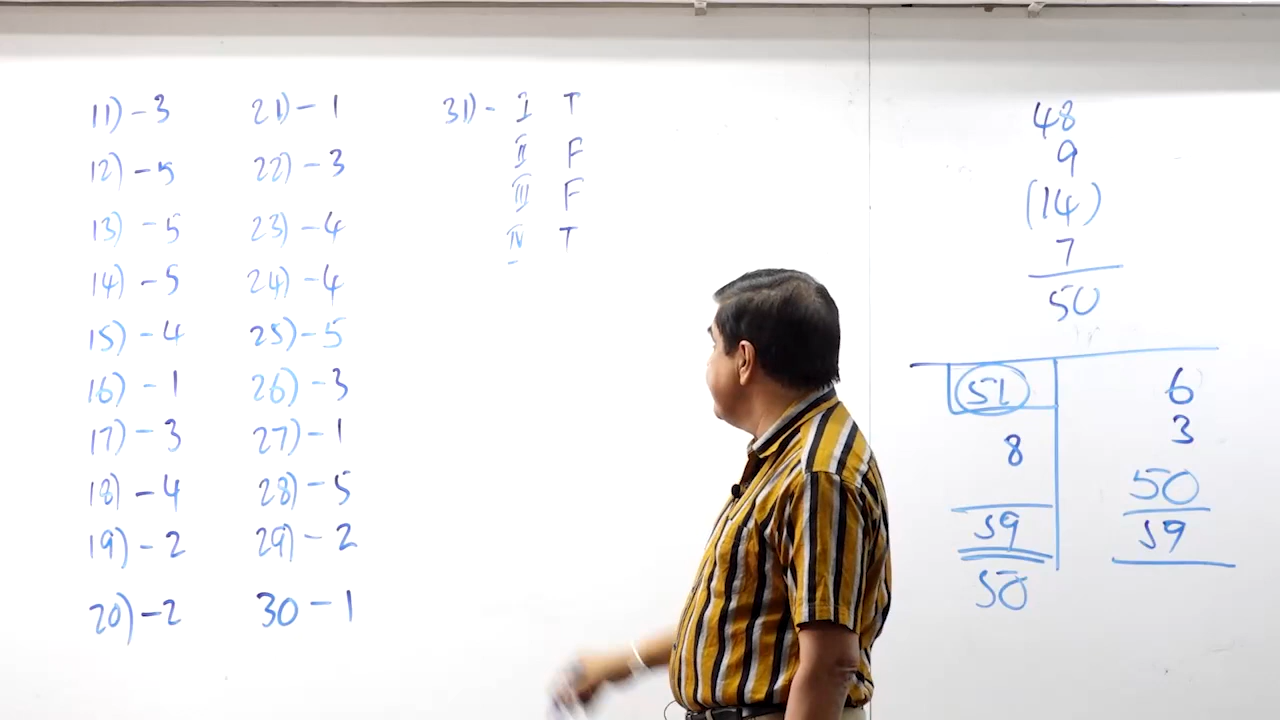 11) - 3
12) - 5
13) - 5
14) - 5
15) - 4
16) - 1
17) - 3
18) - 4
19) - 2
20) - 2
21) - 1
22) - 3
23) - 4
24) - 4
25) - 5
26) - 3
27) - 1
28) - 5
29) - 2
30 - 1
31) - I T
II F
III F
IV T
48
9
(14)
7
50
51 6
8 3
50
59 59
50